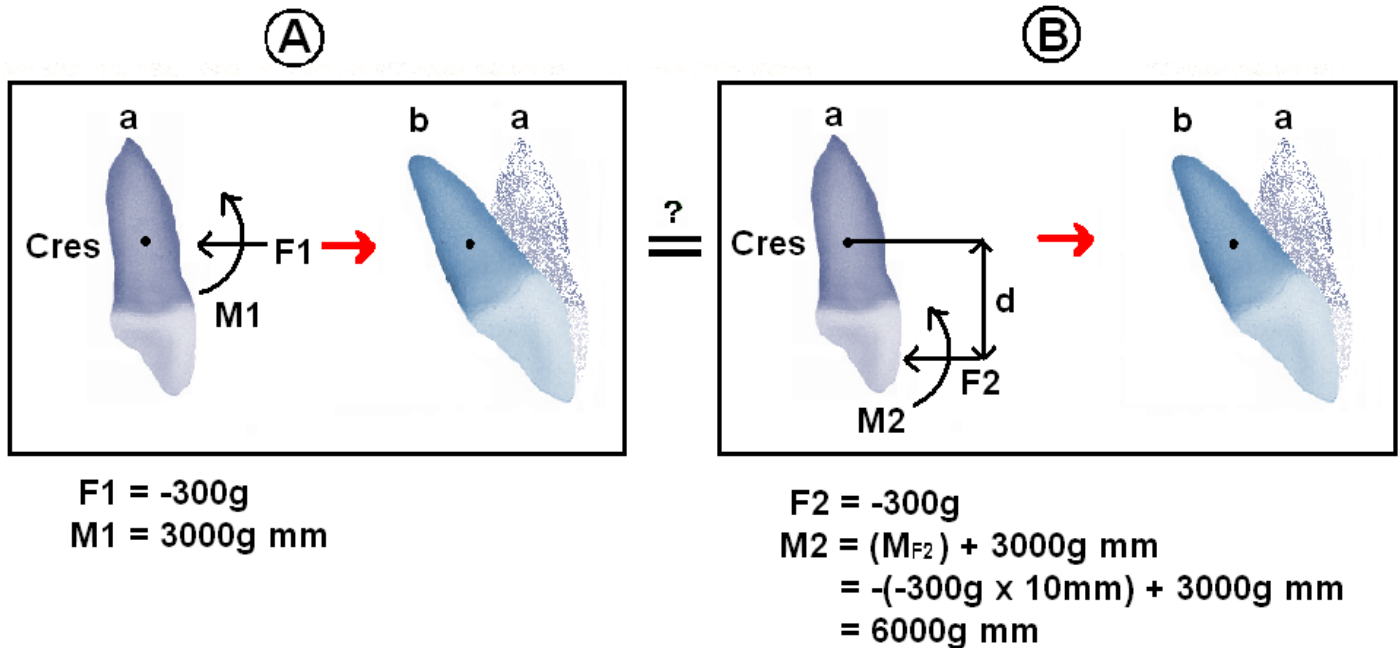 A
B
a
b
a
Cres
F1
M1
?
a
b
a
Cres
d
F2
M2
F1 = -300g
M1 = 3000g mm
F2 = -300g
M2 = (MF2) + 3000g mm
= -(-300g x 10mm) + 3000g mm
= 6000g mm